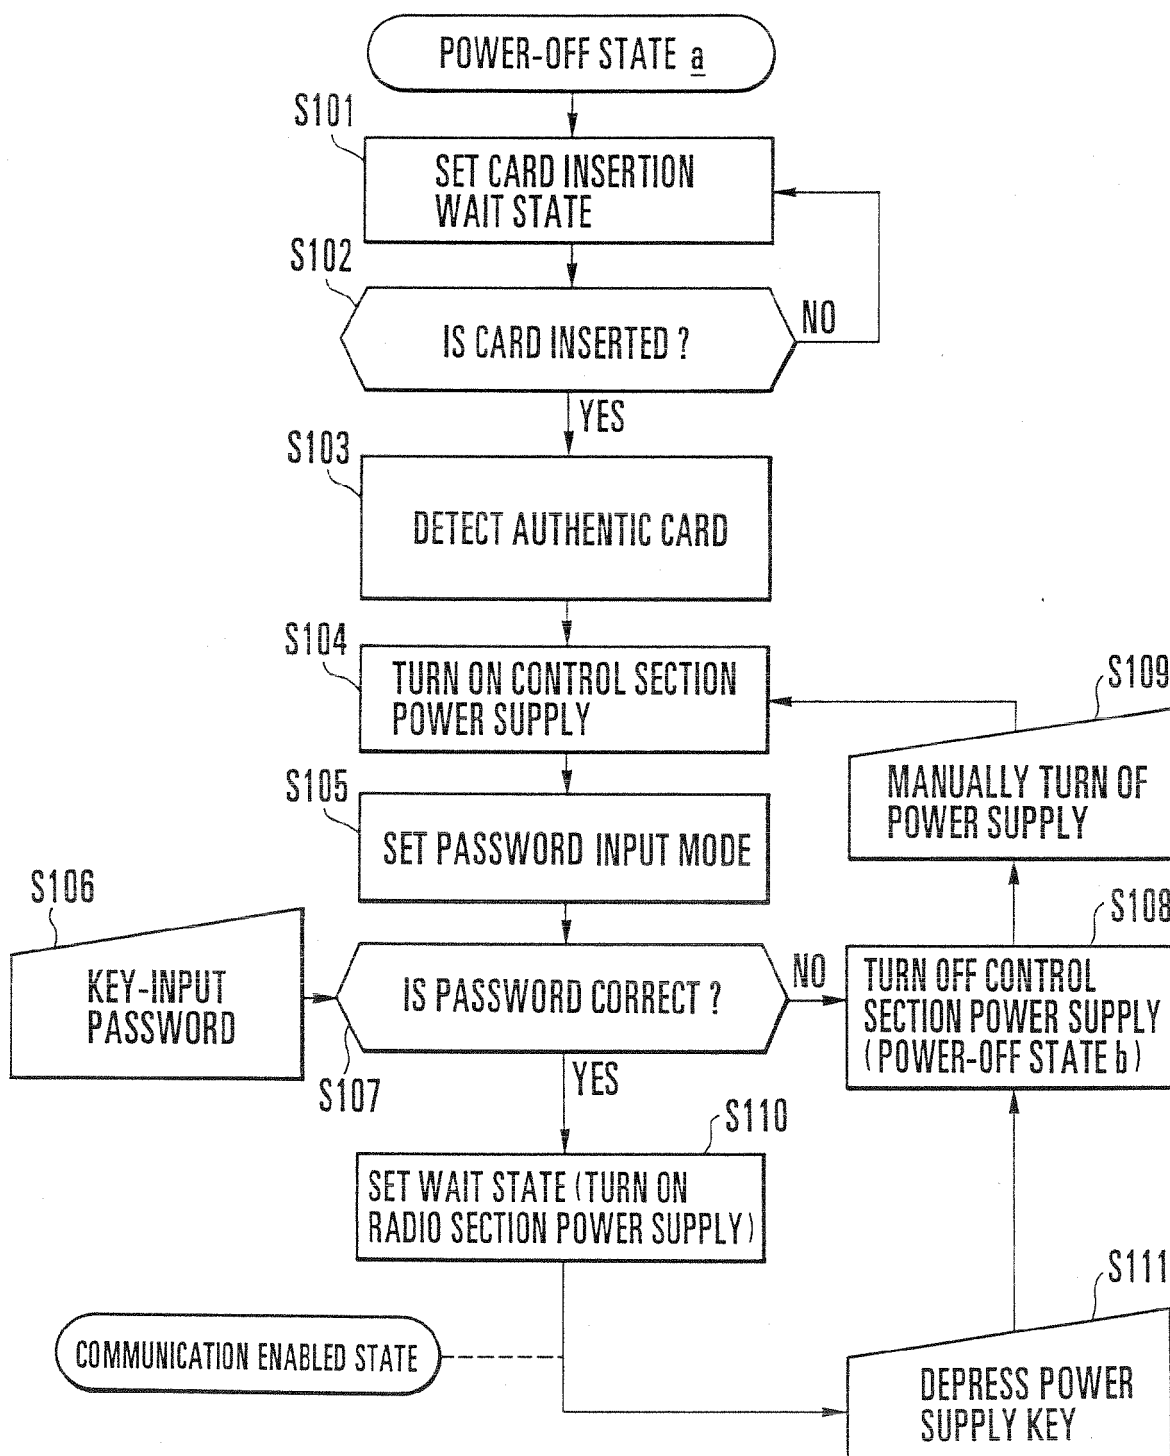 POWER-OFF STATE a
S101
SET CARD INSERTION
WAIT STATE
S102
IS CARD INSERTED ?
NO
YES
S103
DETECT AUTHENTIC CARD
S104
TURN ON CONTROL SECTION
POWER SUPPLY
S109
MANUALLY TURN OF
POWER SUPPLY
S105
SET PASSWORD INPUT MODE
S106
KEY-INPUT
PASSWORD
IS PASSWORD CORRECT ?
S107
NO
YES
S108
TURN OFF CONTROL
SECTION POWER SUPPLY
(POWER-OFF STATE b)
S110
SET WAIT STATE (TURN ON
RADIO SECTION POWER SUPPLY)
COMMUNICATION ENABLED STATE
S111
DEPRESS POWER
SUPPLY KEY